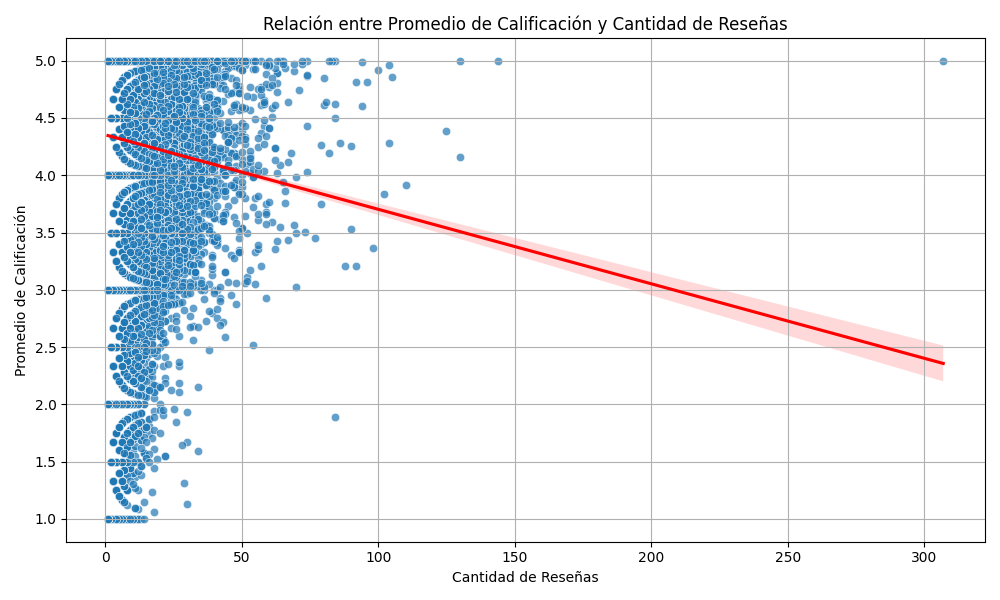 Relación entre Promedio de Calificación y Cantidad de Reseñas
Promedio de Calificación
5.0
4.5
4.0
3.5
3.0
2.5
2.0
1.5
1.0
0 50 100 150 200 250 300
Cantidad de Reseñas